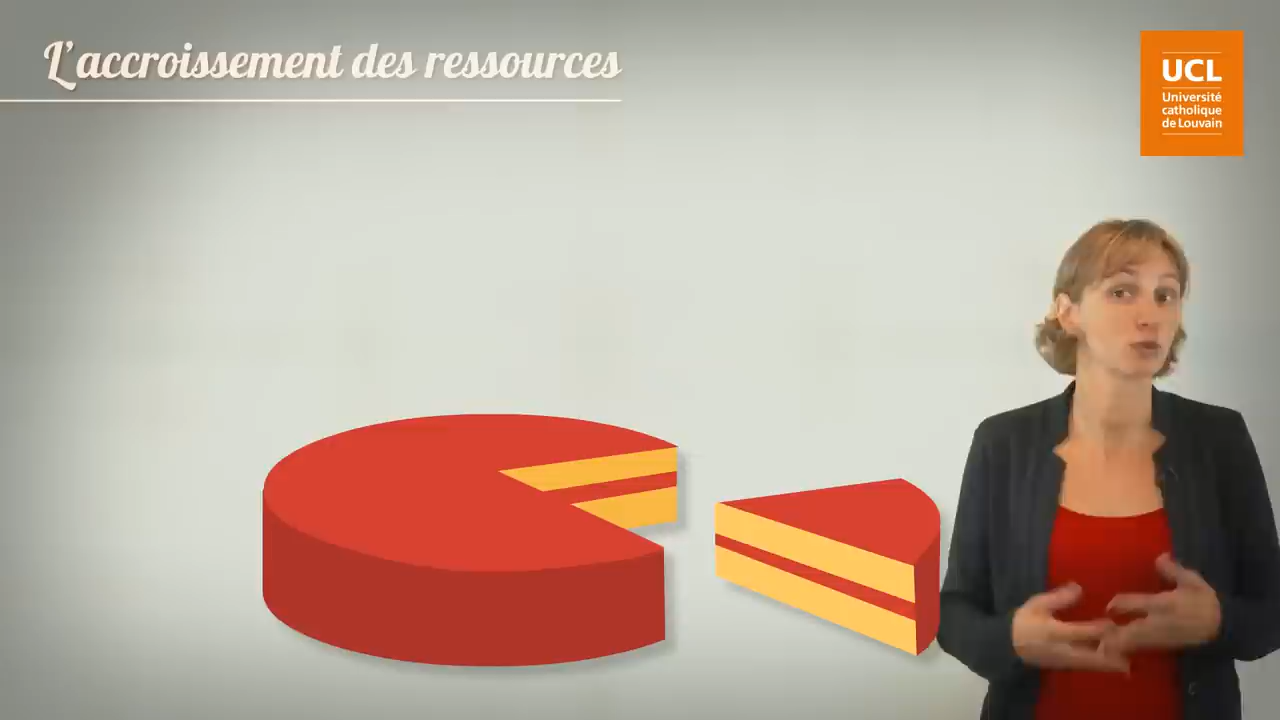 L'accroissement des ressources
UCL
Université
catholique
de Louvain